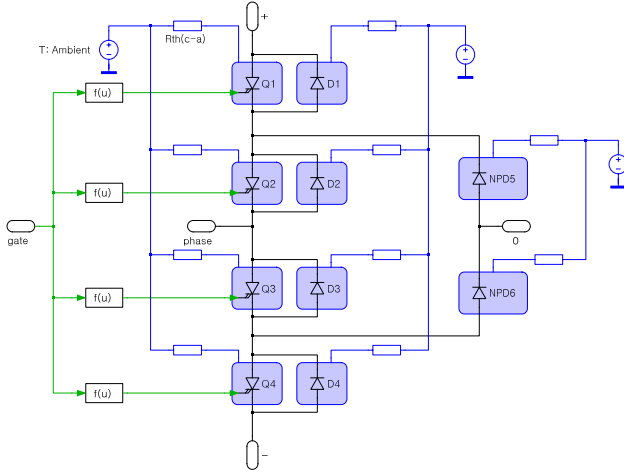 +
T: Ambient
Rth(c-a)
Q1
D1
f(u)
Q2
D2
NPD5
f(u)
gate
phase
0
Q3
D3
NPD6
f(u)
Q4
D4
f(u)
-